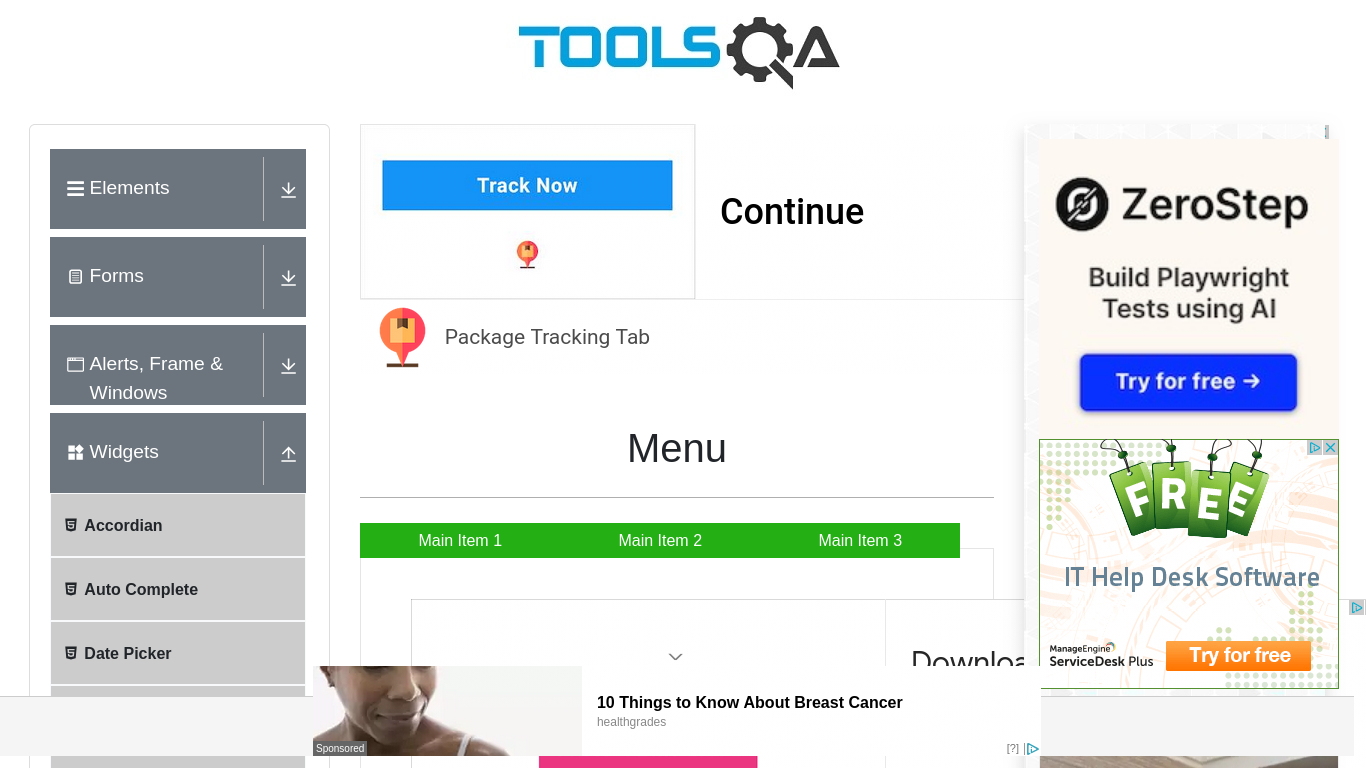 TOOLSQA
Elements
Forms
Alerts, Frame &
Windows
Widgets
Accordian
Auto Complete
Date Picker
Track Now
Continue
Package Tracking Tab
Menu
Main Item 1
Main Item 2
Main Item 3
ZeroStep
Build Playwright
Tests using AI
Try for free →
FREE
IT Help Desk Software
ManageEngine
ServiceDesk Plus
Try for free
10 Things to Know About Breast Cancer
healthgrades
Sponsored
[?]